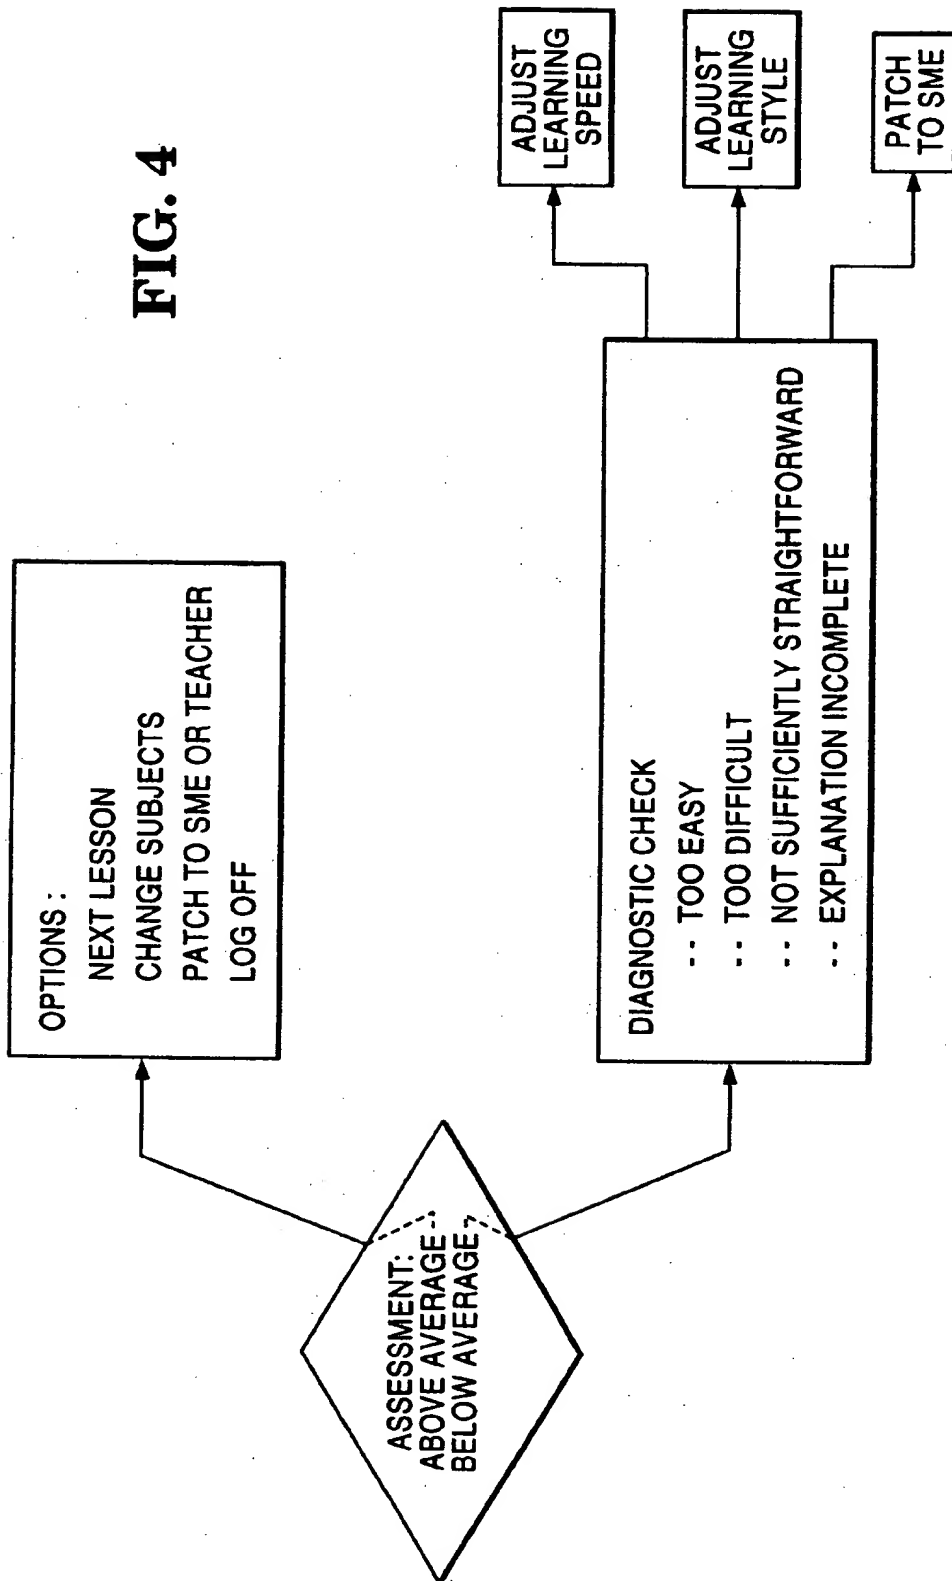 FIG. 4
ASSESSMENT:
ABOVE AVERAGE
BELOW AVERAGE
OPTIONS:
NEXT LESSON
CHANGE SUBJECTS
PATCH TO SME OR TEACHER
LOG OFF
DIAGNOSTIC CHECK
-- TOO EASY
-- TOO DIFFICULT
-- NOT SUFFICIENTLY STRAIGHTFORWARD
-- EXPLANATION INCOMPLETE
ADJUST
LEARNING
SPEED
ADJUST
LEARNING
STYLE
PATCH
TO SME